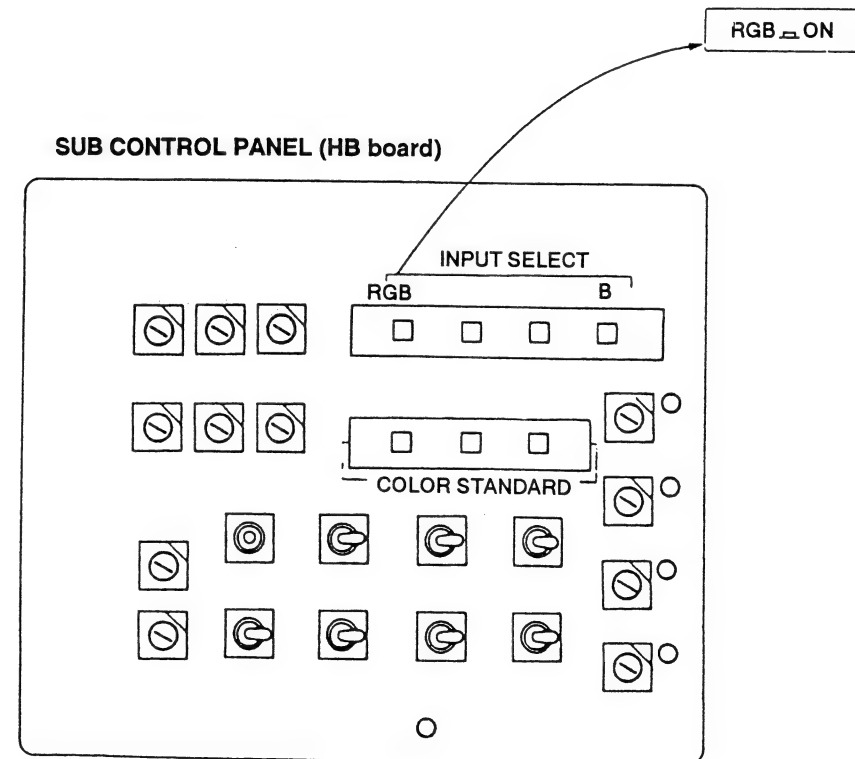 RGB ON
SUB CONTROL PANEL (HB board)
INPUT SELECT
RGB B
COLOR STANDARD